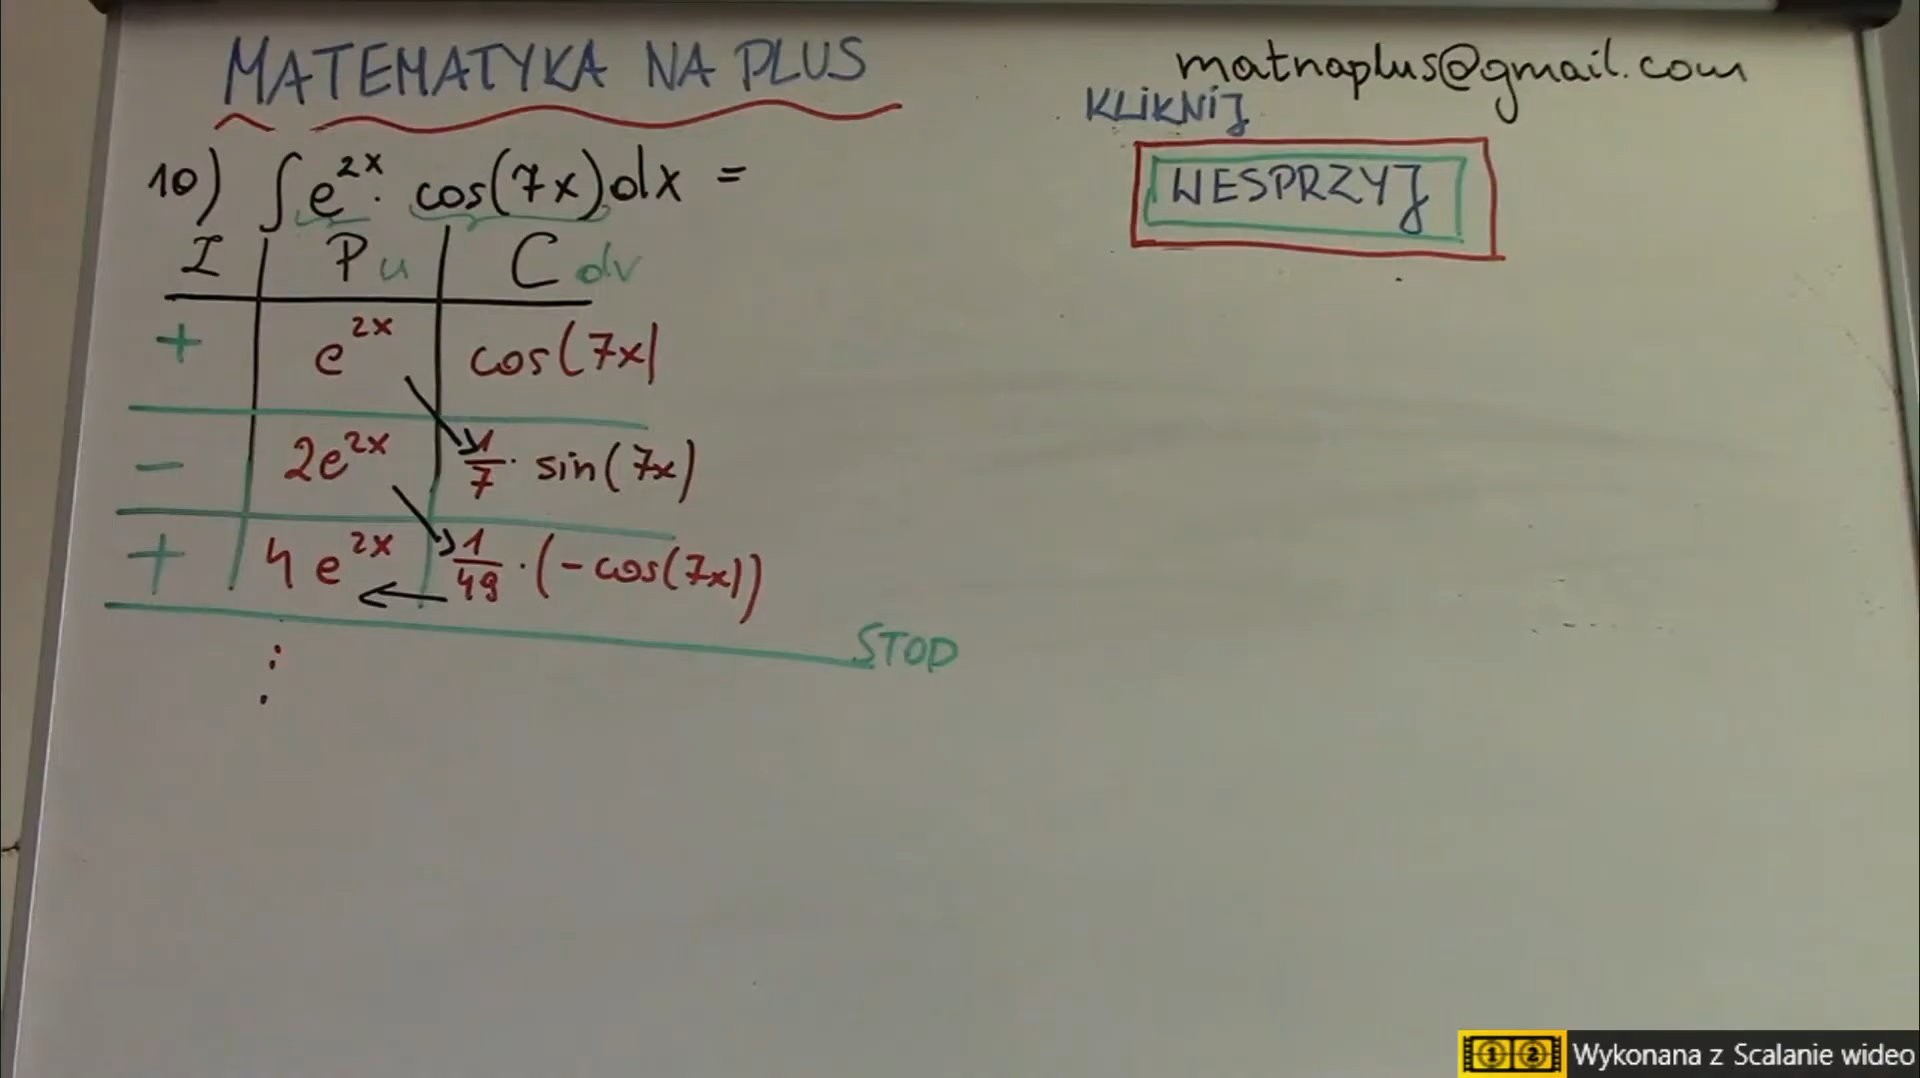 MATEMATYKA NA PLUS
matnaplus@gmail.com
KLIKNIJ
WESPRZYJ
10) ∫e^{2x}· cos(7x)dx =
Z P u C dv
+ e^{2x} cos(7x)
− 2e^{2x} 1/7 · sin(7x)
+ 4e^{2x} 1/49 · (−cos(7x))
STOP
Wykonana z Scalanie wideo